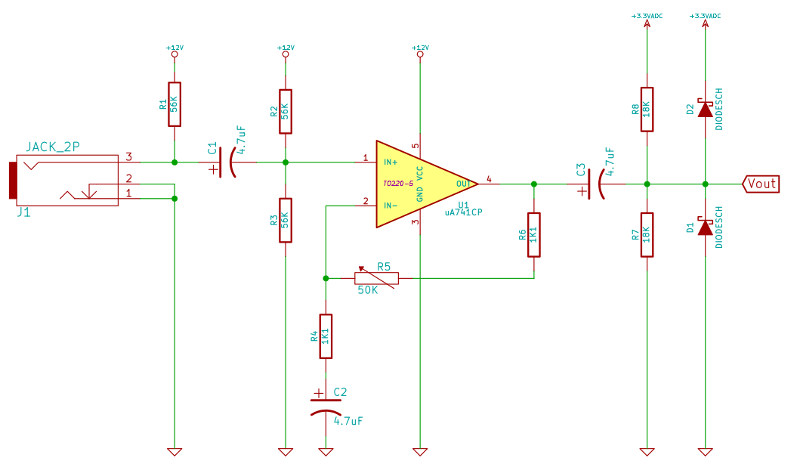 +3.3VADC
+3.3VADC
+12V
+12V
+12V
R1
56K
R2
56K
R8
18K
D2
DIODESCH
JACK_2P
C1
4.7uF
3
2
1
J1
1
IN+
5
VCC
TO220-5
OUT
4
GND
3
2
IN-
U1
uA741CP
C3
4.7uF
Vout
R3
56K
R6
1K1
R7
18K
D1
DIODESCH
R5
50K
R4
1K1
C2
4.7uF